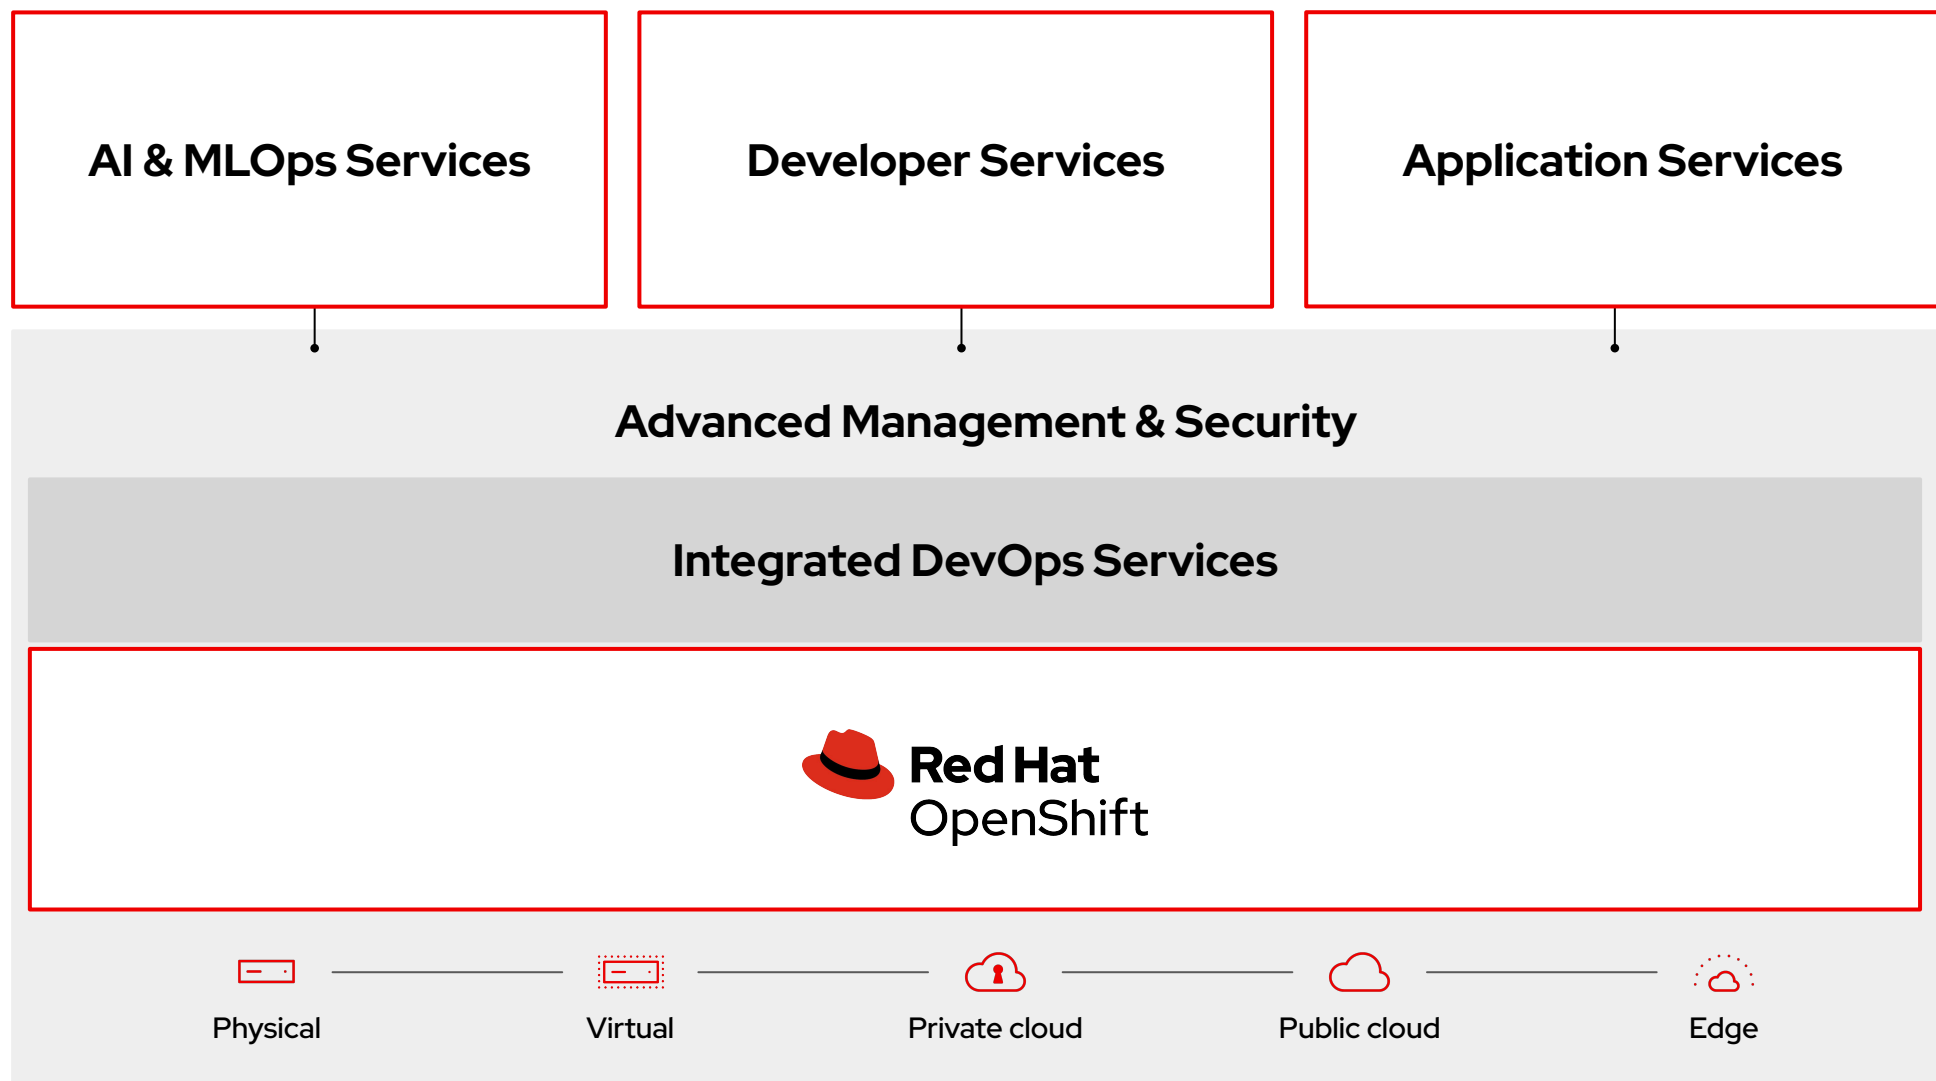 AI & MLOps Services
Developer Services
Application Services
Advanced Management & Security
Integrated DevOps Services
Red Hat
OpenShift
Physical
Virtual
Private cloud
Public cloud
Edge